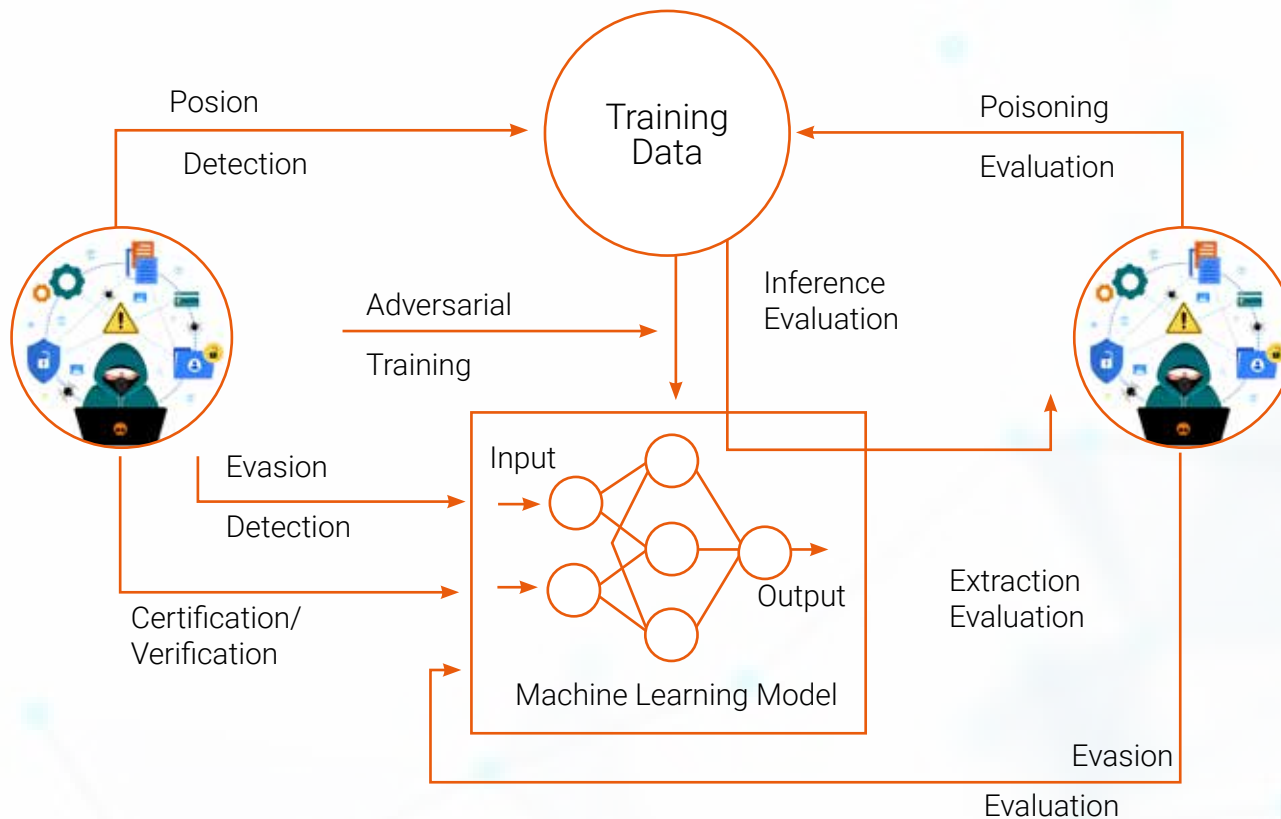 Posion
Detection
Training
Data
Poisoning
Evaluation
Adversarial
Training
Inference
Evaluation
Evasion
Detection
Input
Output
Certification/
Verification
Extraction
Evaluation
Machine Learning Model
Evasion
Evaluation